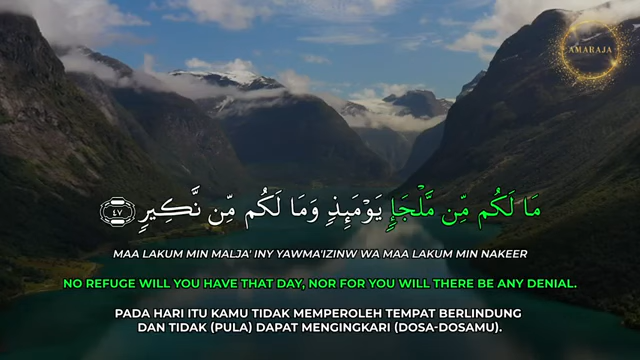 AMARAJA
مَا لَكُم مِّن مَّلْجَإٍ يَوْمَئِذٍ وَمَا لَكُم مِّن نَّكِيرٍ ٤٧
MAA LAKUM MIN MALJA' INY YAWMA'IZINW WA MAA LAKUM MIN NAKEER
NO REFUGE WILL YOU HAVE THAT DAY, NOR FOR YOU WILL THERE BE ANY DENIAL.
PADA HARI ITU KAMU TIDAK MEMPEROLEH TEMPAT BERLINDUNG
DAN TIDAK (PULA) DAPAT MENGINGKARI (DOSA-DOSAMU).